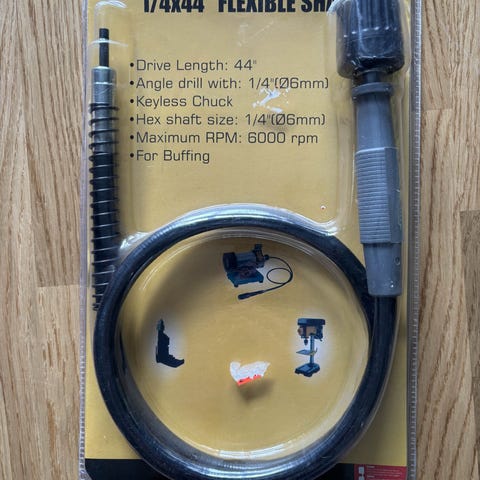 1/4x44" FLEXIBLE SHA
•Drive Length: 44"
•Angle drill with: 1/4"(Ø6mm)
•Keyless Chuck
•Hex shaft size: 1/4"(Ø6mm)
•Maximum RPM: 6000 rpm
•For Buffing